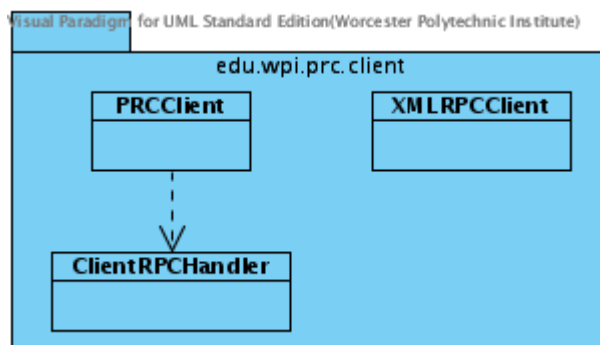 Visual Paradigm for UML Standard Edition(Worcester Polytechnic Institute)
edu.wpi.prc.client
PRCClient
XMLRPCClient
ClientRPCHandler